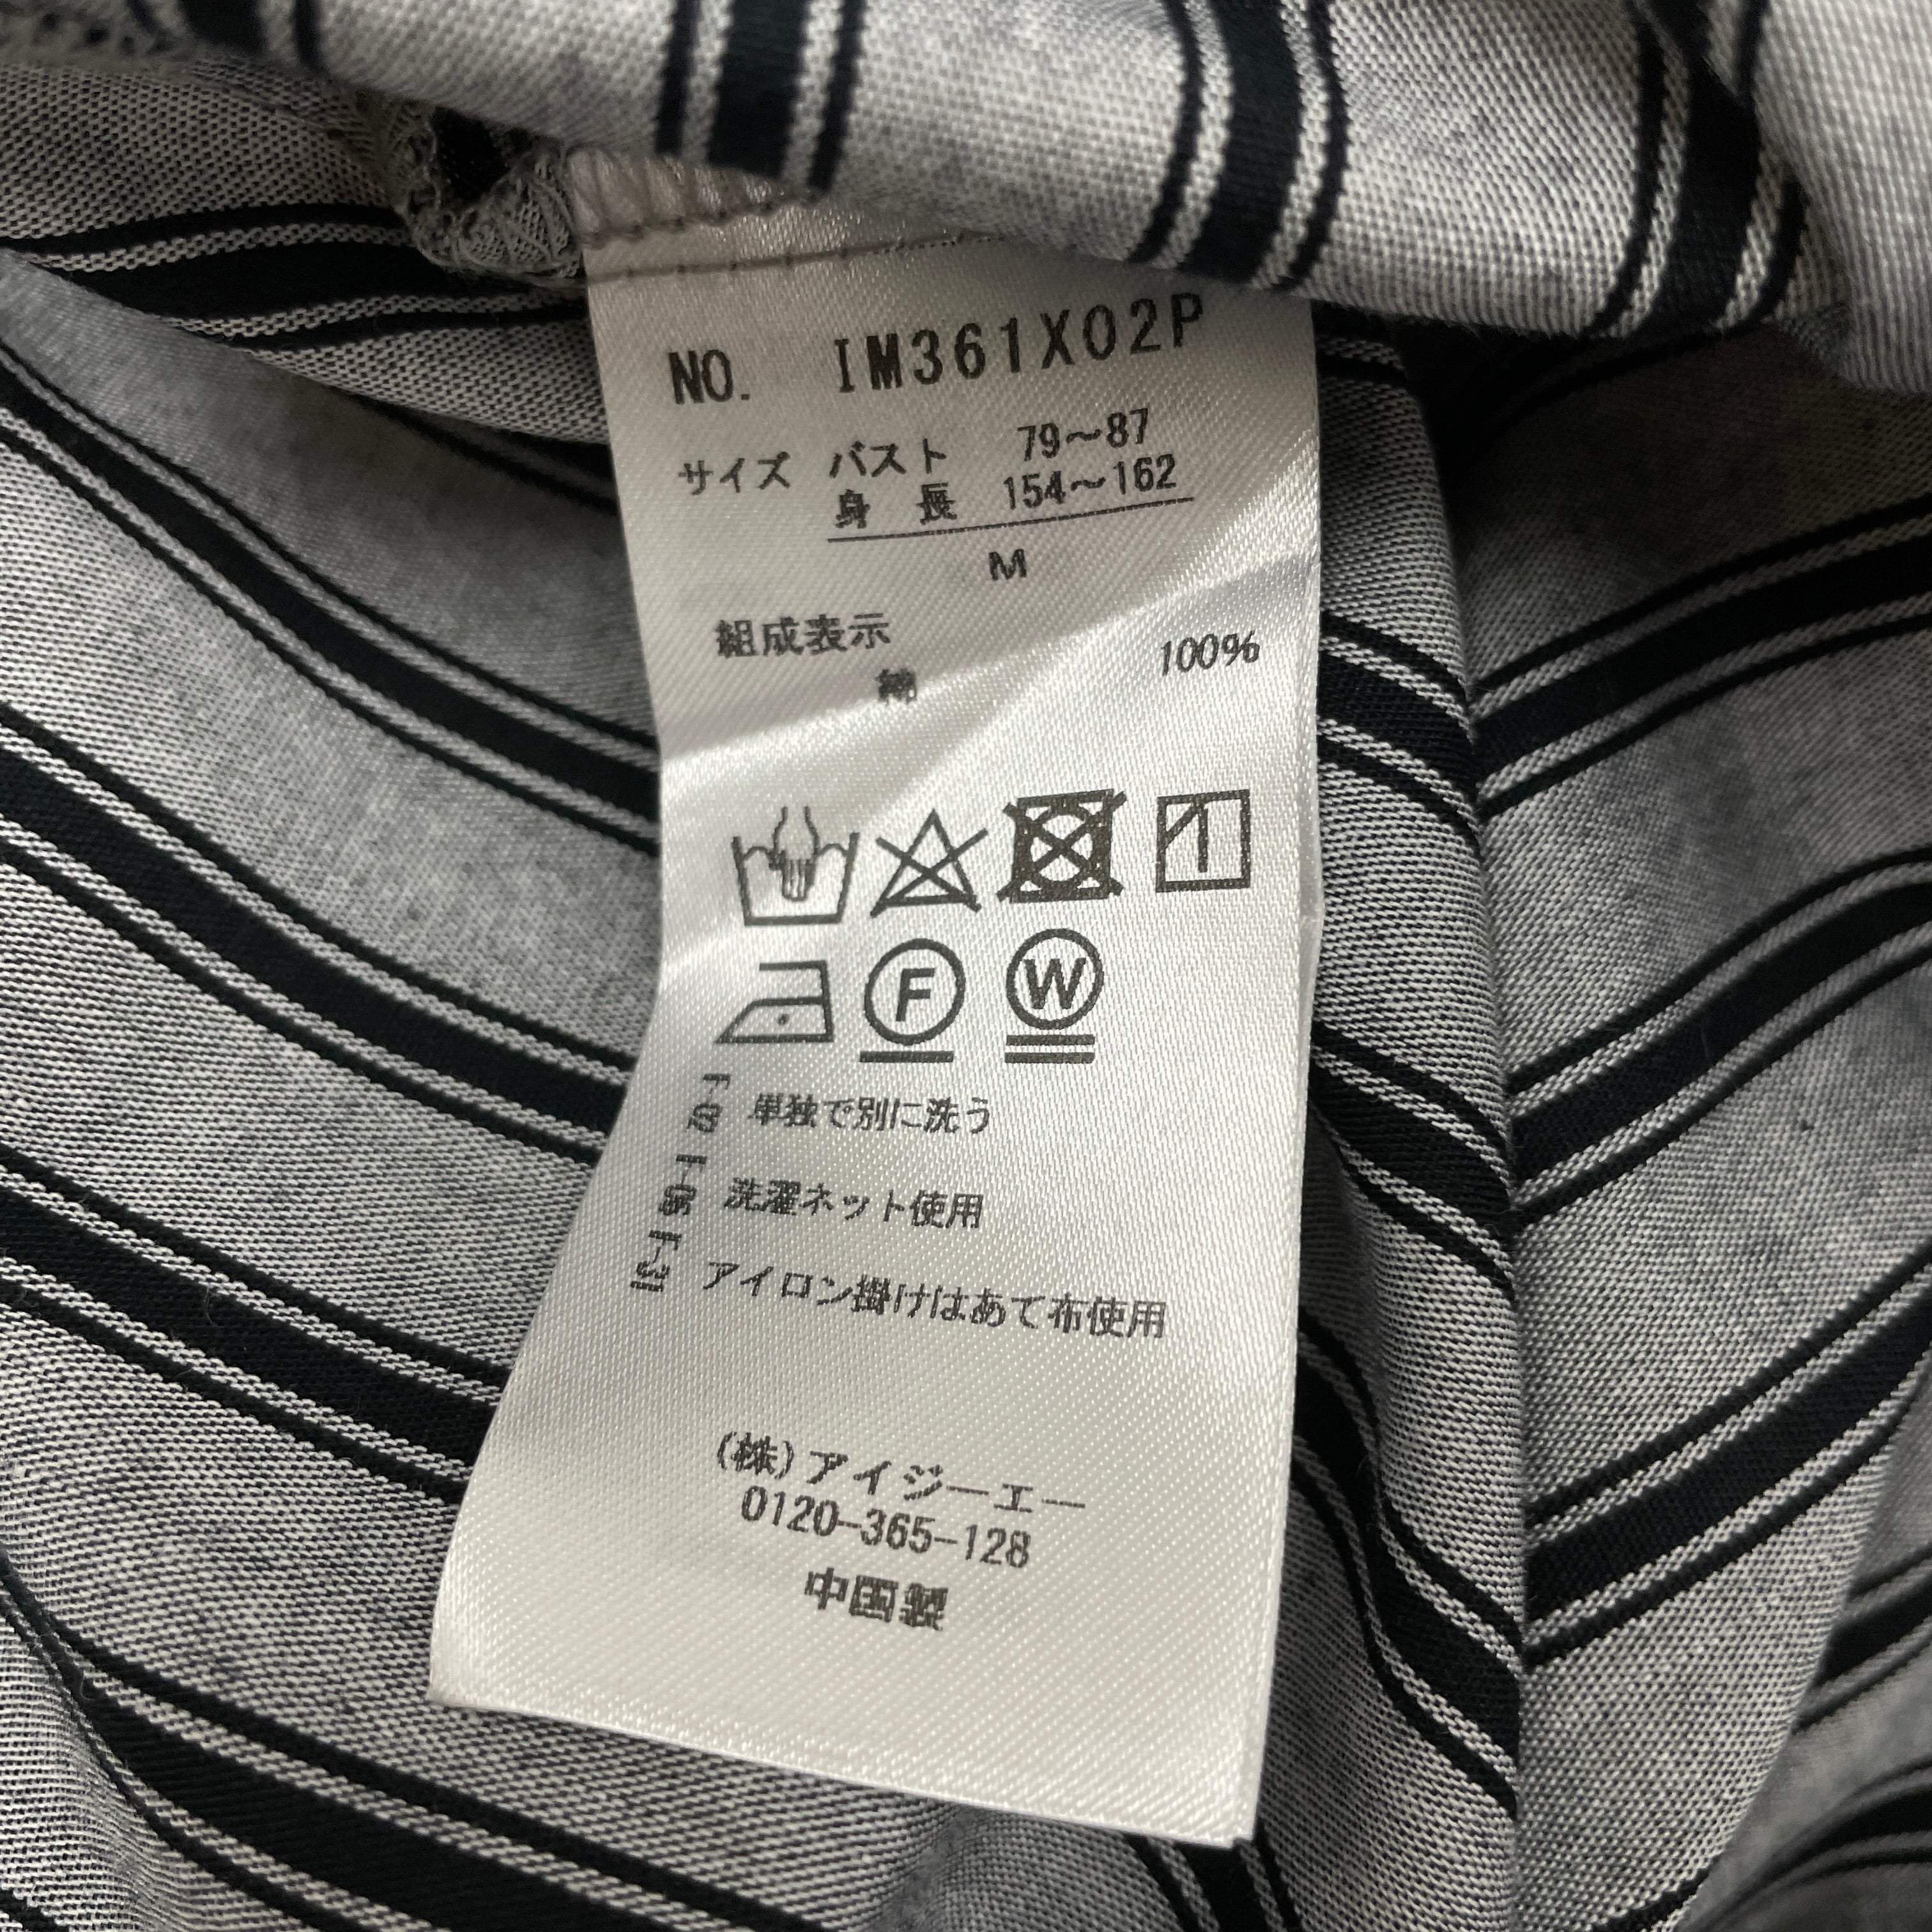 NO. IM361X02P
サイズ バスト 79～87
身長 154～162
M
組成表示
綿 100%
F
W
単独で別に洗う
洗濯ネット使用
アイロン掛けはあて布使用
(株)アイジーエー
0120-365-128
中国製